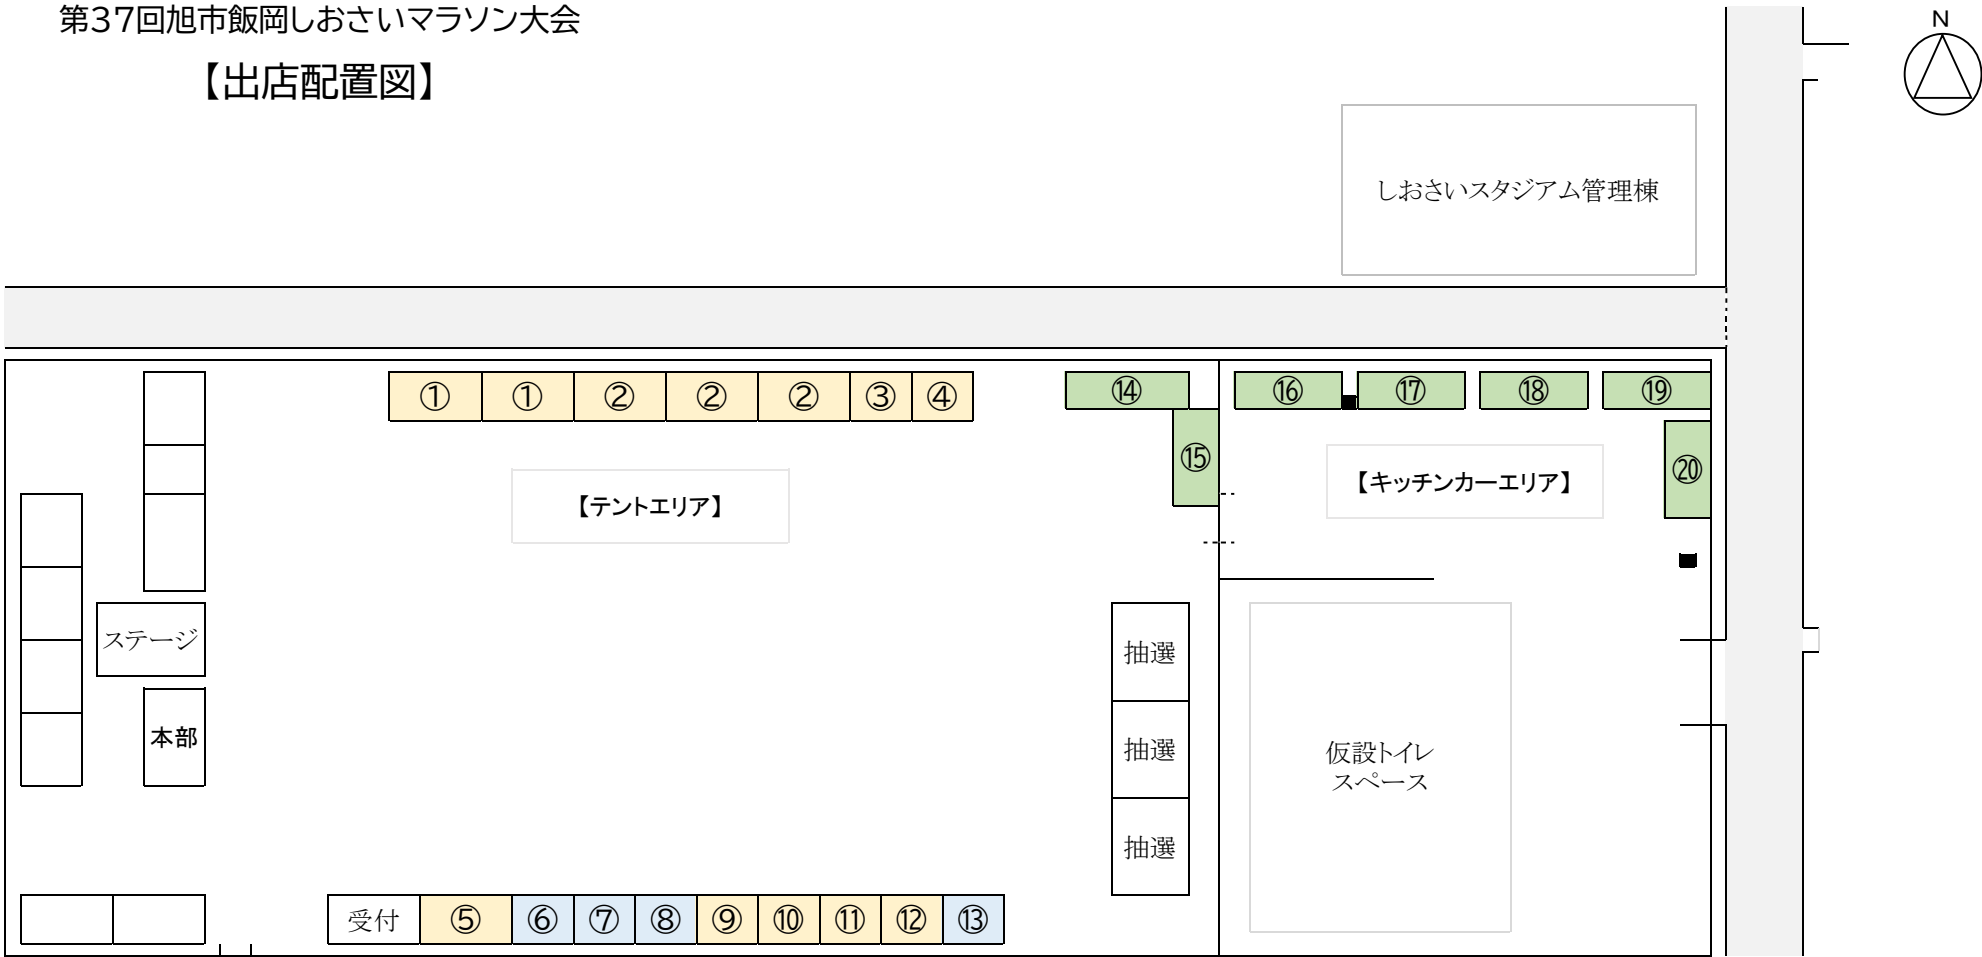 第37回旭市飯岡しおさいマラソン大会
【出店配置図】
N
しおさいスタジアム管理棟
① ① ② ② ② ③ ④
⑭
⑯ ⑰ ⑱ ⑲
⑮
⑳
【テントエリア】
【キッチンカーエリア】
ステージ
本部
抽選
抽選
抽選
仮設トイレ
スペース
受付 ⑤ ⑥ ⑦ ⑧ ⑨ ⑩ ⑪ ⑫ ⑬